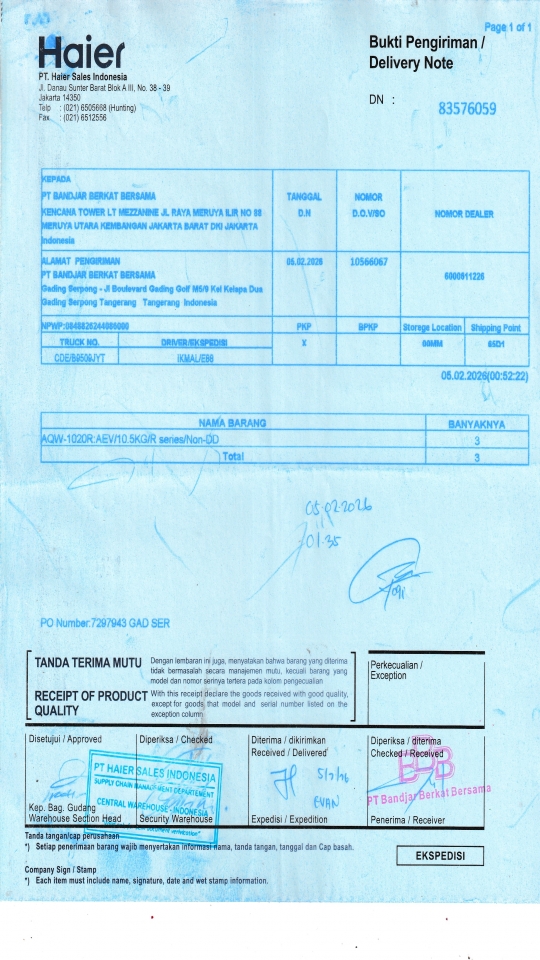 Page 1 of 1
Haier
Bukti Pengiriman /
Delivery Note
PT. Haier Sales Indonesia
Jl. Danau Sunter Barat Blok A III, No. 38 - 39
Jakarta 14350
Telp : (021) 6505668 (Hunting)
Fax : (021) 6512556
DN : 83576059
KEPADA
PT BANDJAR BERKAT BERSAMA
KENCANA TOWER LT MEZZANINE JL RAYA MERUYA ILIR NO 88
MERUYA UTARA KEMBANGAN JAKARTA BARAT DKI JAKARTA
Indonesia
TANGGAL
D.N
NOMOR
D.O.V/SO
NOMOR DEALER
ALAMAT PENGIRIMAN
PT BANDJAR BERKAT BERSAMA
Gading Serpong - Jl Boulevard Gading Golf M5/9 Kel Kelapa Dua
Gading Serpong Tangerang Tangerang Indonesia
05.02.2026
10566067
6000911226
PKP
BPKP
Storege Location
Shipping Point
TRUCK NO.
DRIVER/EKSPEDISI
X
CDE/B9509JYT
IKMAL/E88
05.02.2026(00:52:22)
NAMA BARANG BANYAKNYA
AQW-1020R:AEV/10.5KG/R series/Non-DD 3
Total 3
05.02.2026
01.35
Yogi
PO Number:7297943 GAD SER
TANDA TERIMA MUTU
Dengan lembaran ini juga, menyatakan bahwa barang yang diterima
tidak bermasalah secara manajemen mutu, kecuali barang yang
model dan nomor serinya tertera pada kolom pengecualian
RECEIPT OF PRODUCT
QUALITY
With this receipt declare the goods received with good quality,
except for goods that model and serial number listed on the
exception column
Perkecualian /
Exception
Disetujui / Approved
Diperiksa / Checked
Diterima / dikirimkan
Received / Delivered
Diperiksa / diterima
Checked / Received
BBB
PT HAIER SALES INDONESIA
SUPPLY CHAIN MANAGEMENT DEPARTEMENT
CENTRAL WAREHOUSE - INDONESIA
5/2/26
EVAN
PT Bandjar Berkat Bersama
Kep. Bag. Gudang
Warehouse Section Head
Security Warehouse
Expedisi / Expedition
Penerima / Receiver
Tanda tangan/cap perusahaan
*) Setiap penerimaan barang wajib menyertakan informasi nama, tanda tangan, tanggal dan Cap basah.
EKSPEDISI
Company Sign / Stamp
*) Each item must include name, signature, date and wet stamp information.